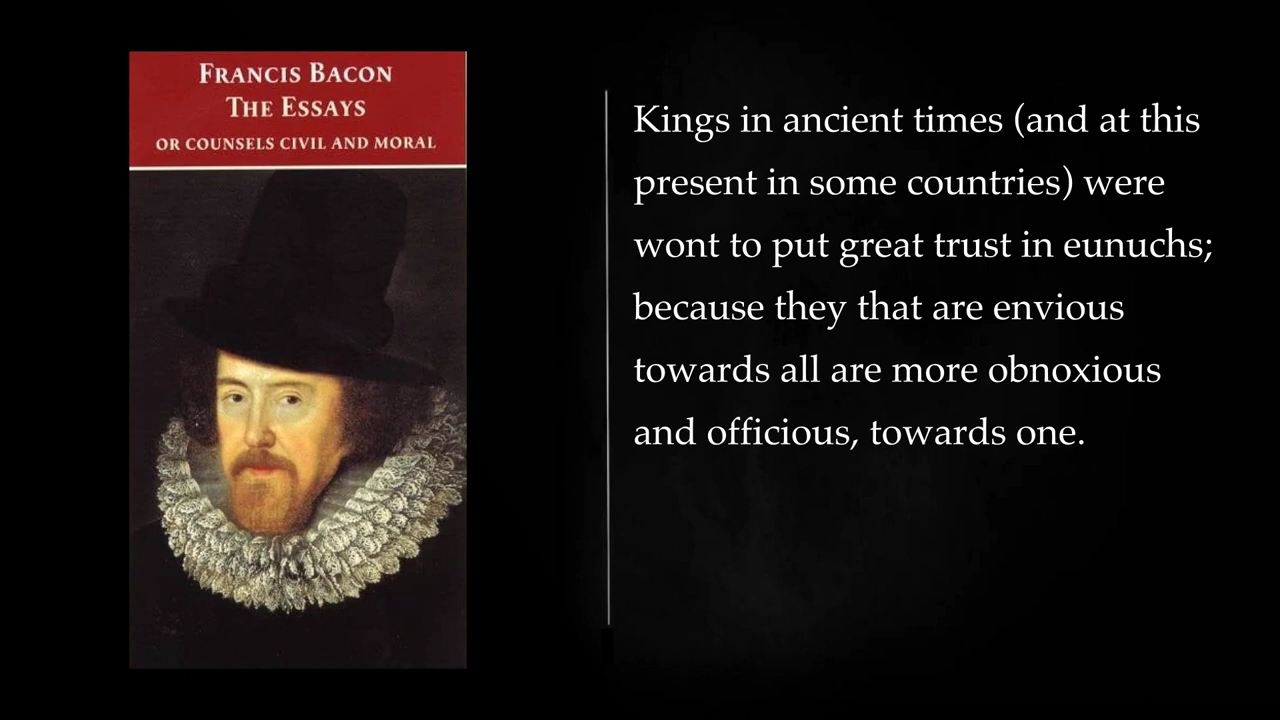 FRANCIS BACON
THE ESSAYS
OR COUNSELS CIVIL AND MORAL
Kings in ancient times (and at this
present in some countries) were
wont to put great trust in eunuchs;
because they that are envious
towards all are more obnoxious
and officious, towards one.